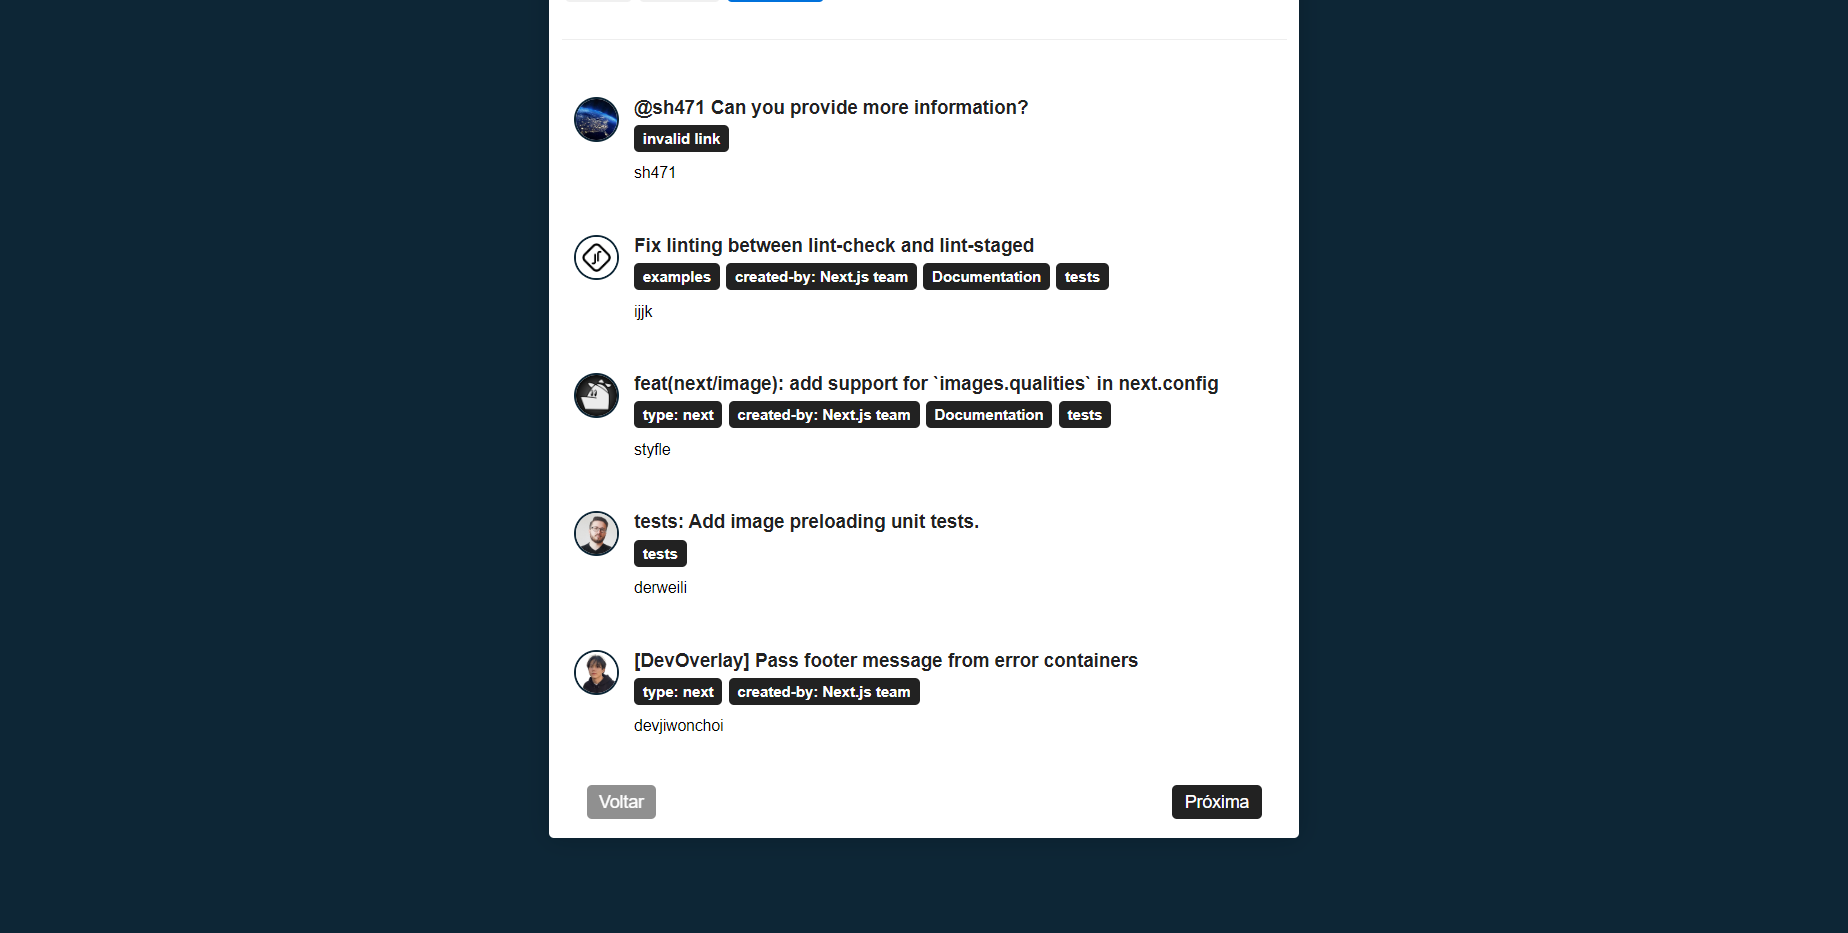 @sh471 Can you provide more information?
invalid link
sh471
Fix linting between lint-check and lint-staged
examples created-by: Next.js team Documentation tests
ijjk
feat(next/image): add support for `images.qualities` in next.config
type: next created-by: Next.js team Documentation tests
styfle
tests: Add image preloading unit tests.
tests
derweili
[DevOverlay] Pass footer message from error containers
type: next created-by: Next.js team
devjiwonchoi
Voltar Próxima